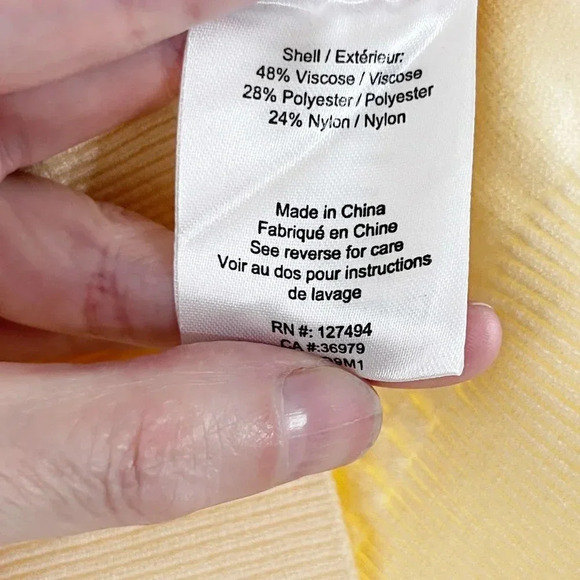 Shell / Extérieur:
48% Viscose / Viscose
28% Polyester / Polyester
24% Nylon / Nylon
Made in China
Fabriqué en Chine
See reverse for care
Voir au dos pour instructions
de lavage
RN #: 127494
CA #:36979